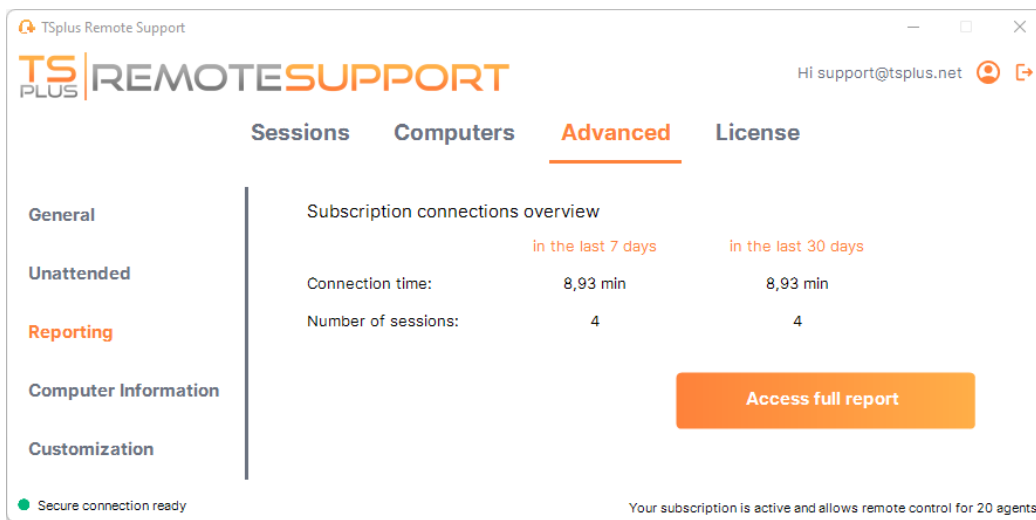 TSplus Remote Support
TS PLUS REMOTESUPPORT
Hi support@tsplus.net
Sessions Computers Advanced License
General
Unattended
Reporting
Computer Information
Customization
Subscription connections overview
in the last 7 days in the last 30 days
Connection time: 8,93 min 8,93 min
Number of sessions: 4 4
Access full report
Secure connection ready
Your subscription is active and allows remote control for 20 agents